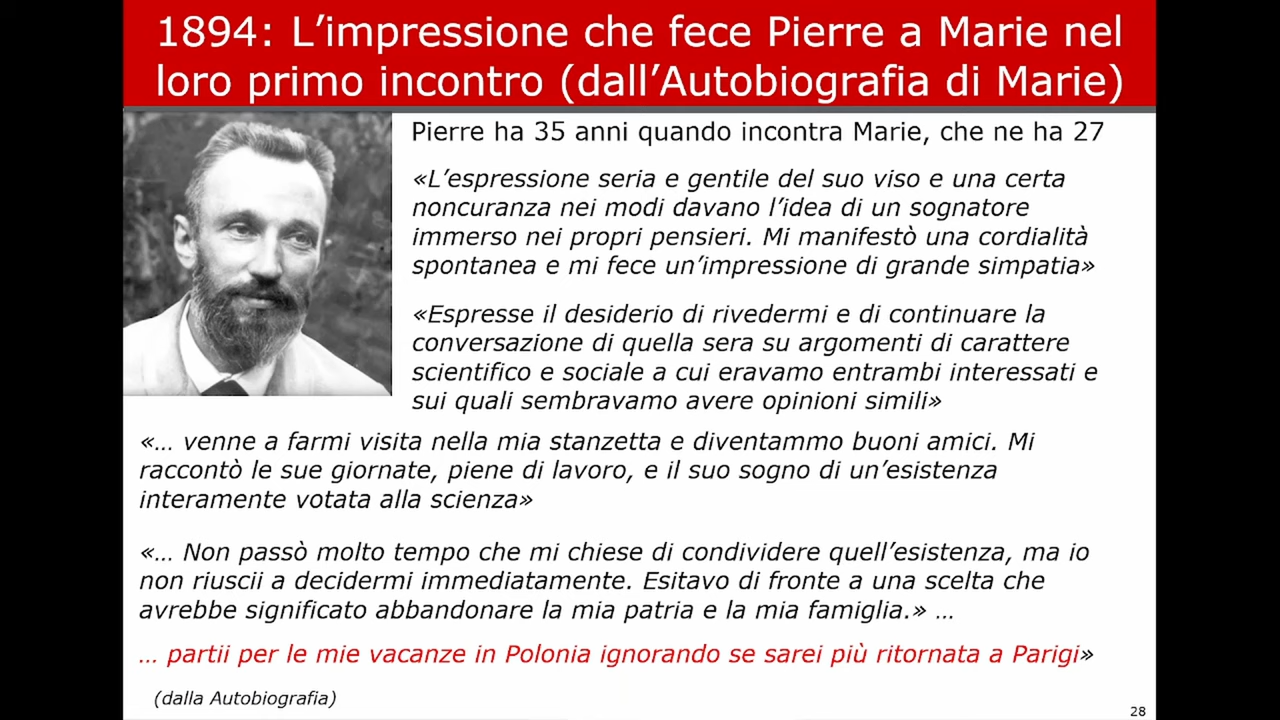 1894: L’impressione che fece Pierre a Marie nel
loro primo incontro (dall’Autobiografia di Marie)
Pierre ha 35 anni quando incontra Marie, che ne ha 27
«L’espressione seria e gentile del suo viso e una certa
noncuranza nei modi davano l’idea di un sognatore
immerso nei propri pensieri. Mi manifestò una cordialità
spontanea e mi fece un’impressione di grande simpatia»
«Espresse il desiderio di rivedermi e di continuare la
conversazione di quella sera su argomenti di carattere
scientifico e sociale a cui eravamo entrambi interessati e
sui quali sembravamo avere opinioni simili»
«… venne a farmi visita nella mia stanzetta e diventammo buoni amici. Mi
raccontò le sue giornate, piene di lavoro, e il suo sogno di un’esistenza
interamente votata alla scienza»
«… Non passò molto tempo che mi chiese di condividere quell’esistenza, ma io
non riuscii a decidermi immediatamente. Esitavo di fronte a una scelta che
avrebbe significato abbandonare la mia patria e la mia famiglia.» …
… partii per le mie vacanze in Polonia ignorando se sarei più ritornata a Parigi»
(dalla Autobiografia)
28